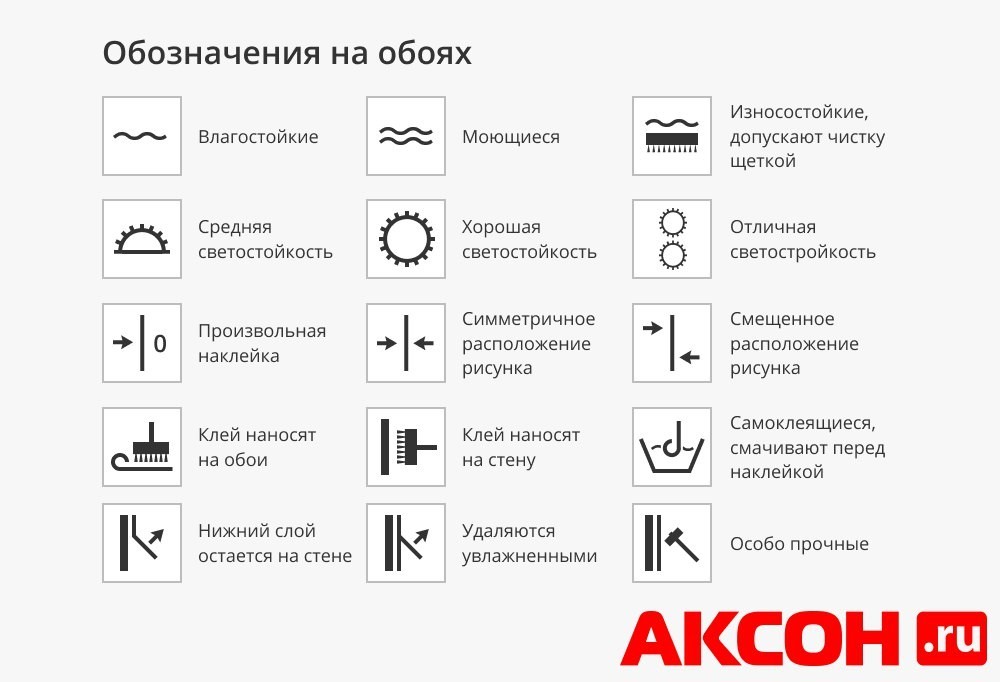 Обозначения на обоях
Влагостойкие
Моющиеся
Износостойкие,
допускают чистку
щеткой
Средняя
светостойкость
Хорошая
светостойкость
Отличная
светостройкость
0
Произвольная
наклейка
Симметричное
расположение
рисунка
Смещенное
расположение
рисунка
Клей наносят
на обои
Клей наносят
на стену
Самоклящиеся,
смачивают перед
наклейкой
Нижний слой
остается на стене
Удаляются
увлажненными
Особо прочные
АКСОН .ru